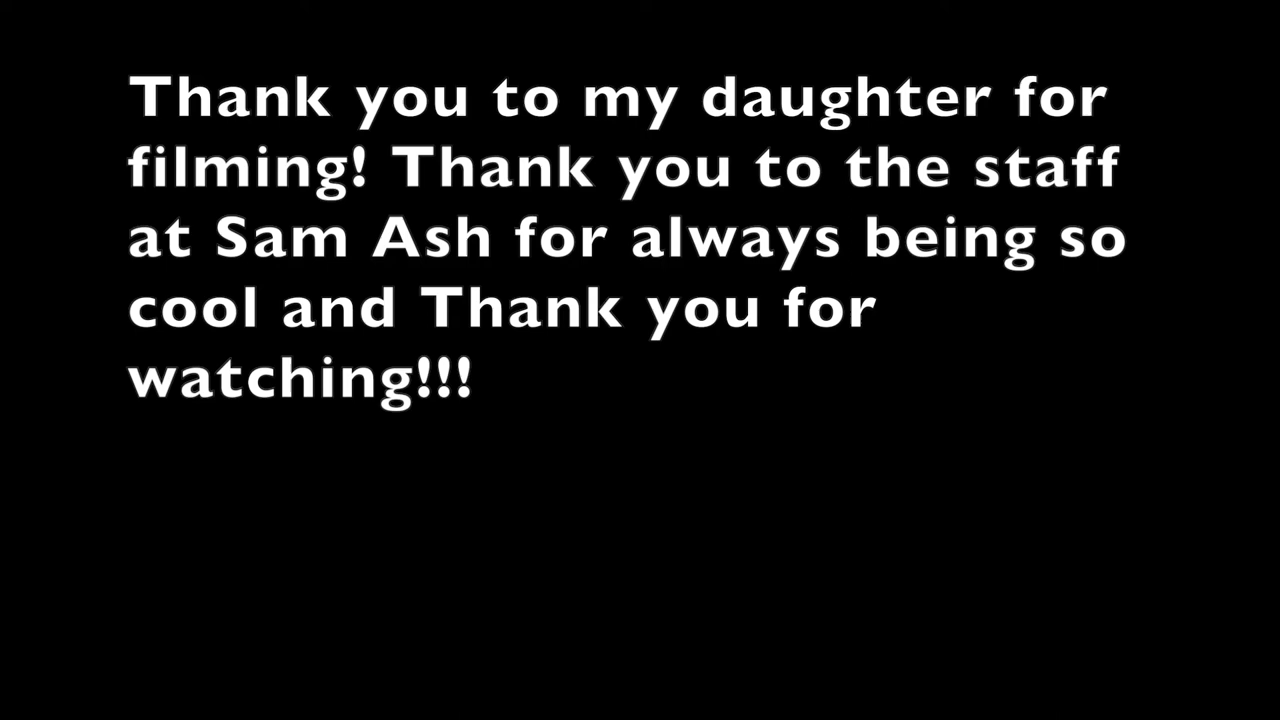 Thank you to my daughter for
filming! Thank you to the staff
at Sam Ash for always being so
cool and Thank you for
watching!!!